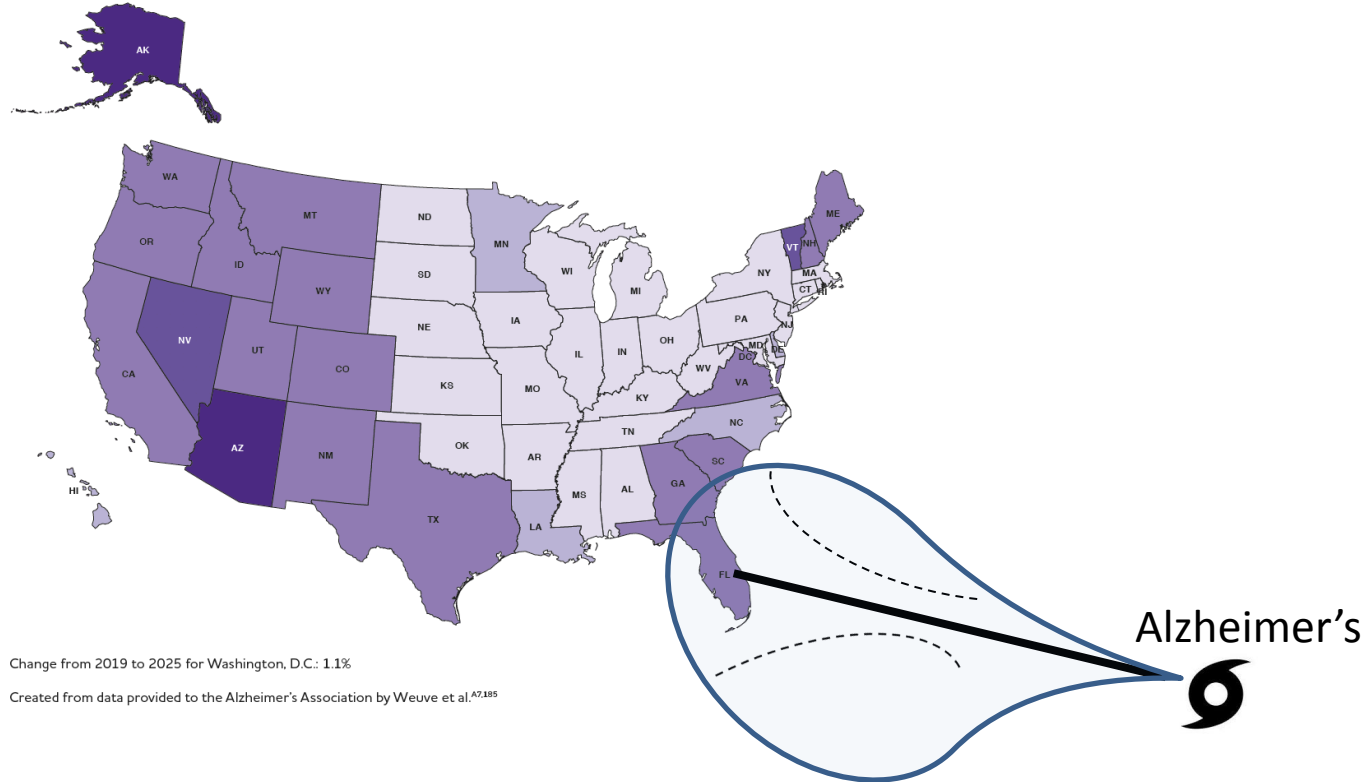 AK
WA
MT
ND
MN
ME
VT
NH
OR
ID
SD
WI
NY
MA
MI
CT
RI
WY
NE
IA
PA
NJ
NV
UT
CO
IL
IN
OH
MD
DE
DC
WV
VA
CA
KS
MO
KY
NC
TN
AZ
NM
OK
AR
SC
HI
MS
AL
GA
TX
LA
FL
Alzheimer’s
Change from 2019 to 2025 for Washington, D.C.: 1.1%
Created from data provided to the Alzheimer’s Association by Weuve et al.A7,185